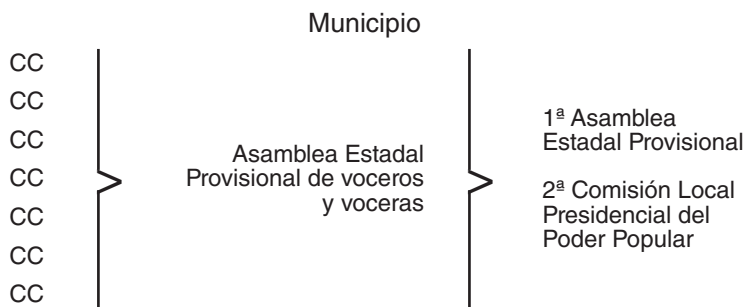 Municipio
CC
CC
CC
CC
CC
CC
CC
Asamblea Estadal
Provisional de voceros
y voceras
1ª Asamblea
Estadal Provisional
2ª Comisión Local
Presidencial del
Poder Popular